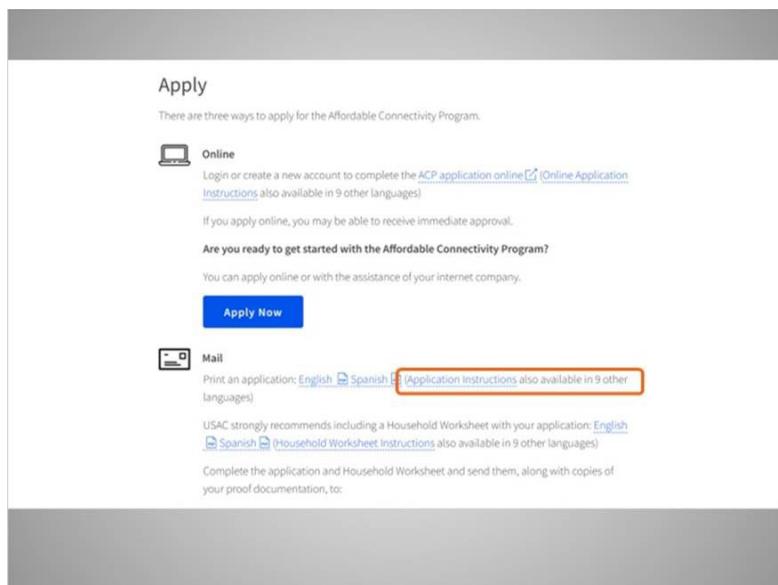 Apply
There are three ways to apply for the Affordable Connectivity Program.
Online
Login or create a new account to complete the ACP application online (Online Application
Instructions also available in 9 other languages)
If you apply online, you may be able to receive immediate approval.
Are you ready to get started with the Affordable Connectivity Program?
You can apply online or with the assistance of your internet company.
Apply Now
Mail
Print an application: English Spanish (Application Instructions also available in 9 other
languages)
USAC strongly recommends including a Household Worksheet with your application: English
Spanish (Household Worksheet Instructions also available in 9 other languages)
Complete the application and Household Worksheet and send them, along with copies of
your proof documentation, to: